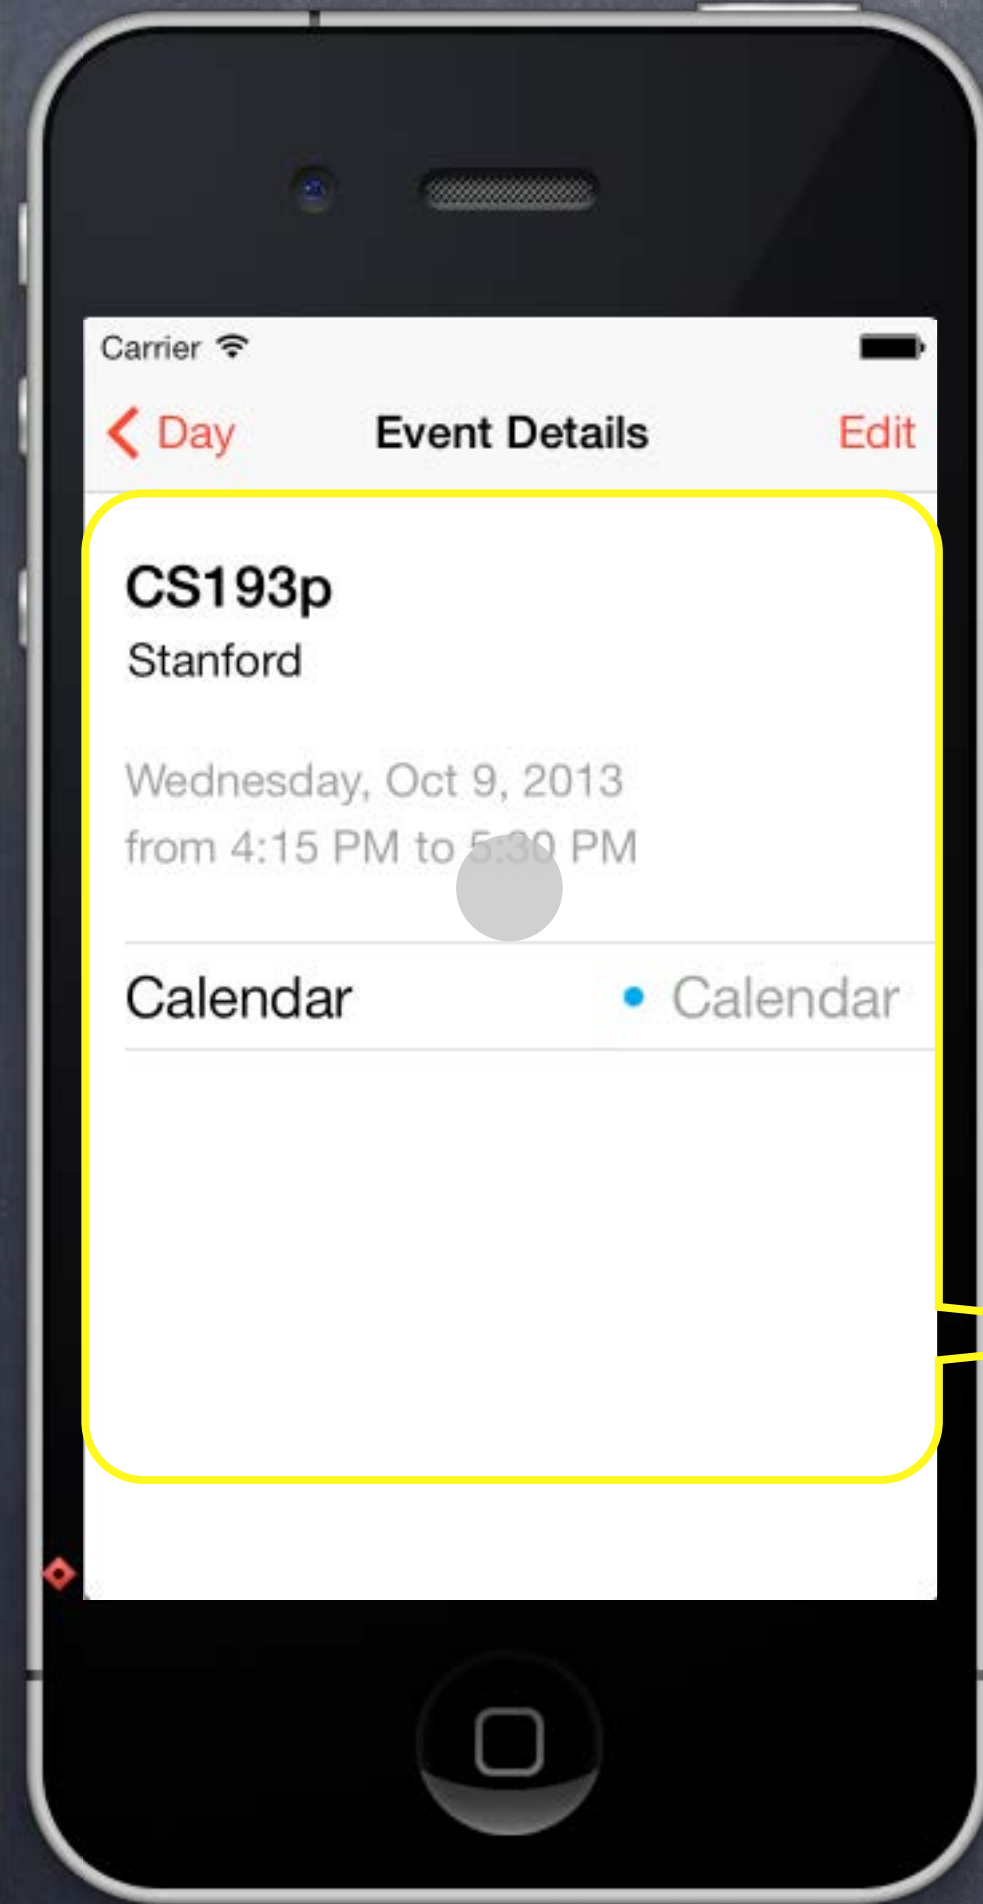 Carrier
Day Event Details Edit
CS193p
Stanford
Wednesday, Oct 9, 2013
from 4:15 PM to 5:30 PM
Calendar • Calendar